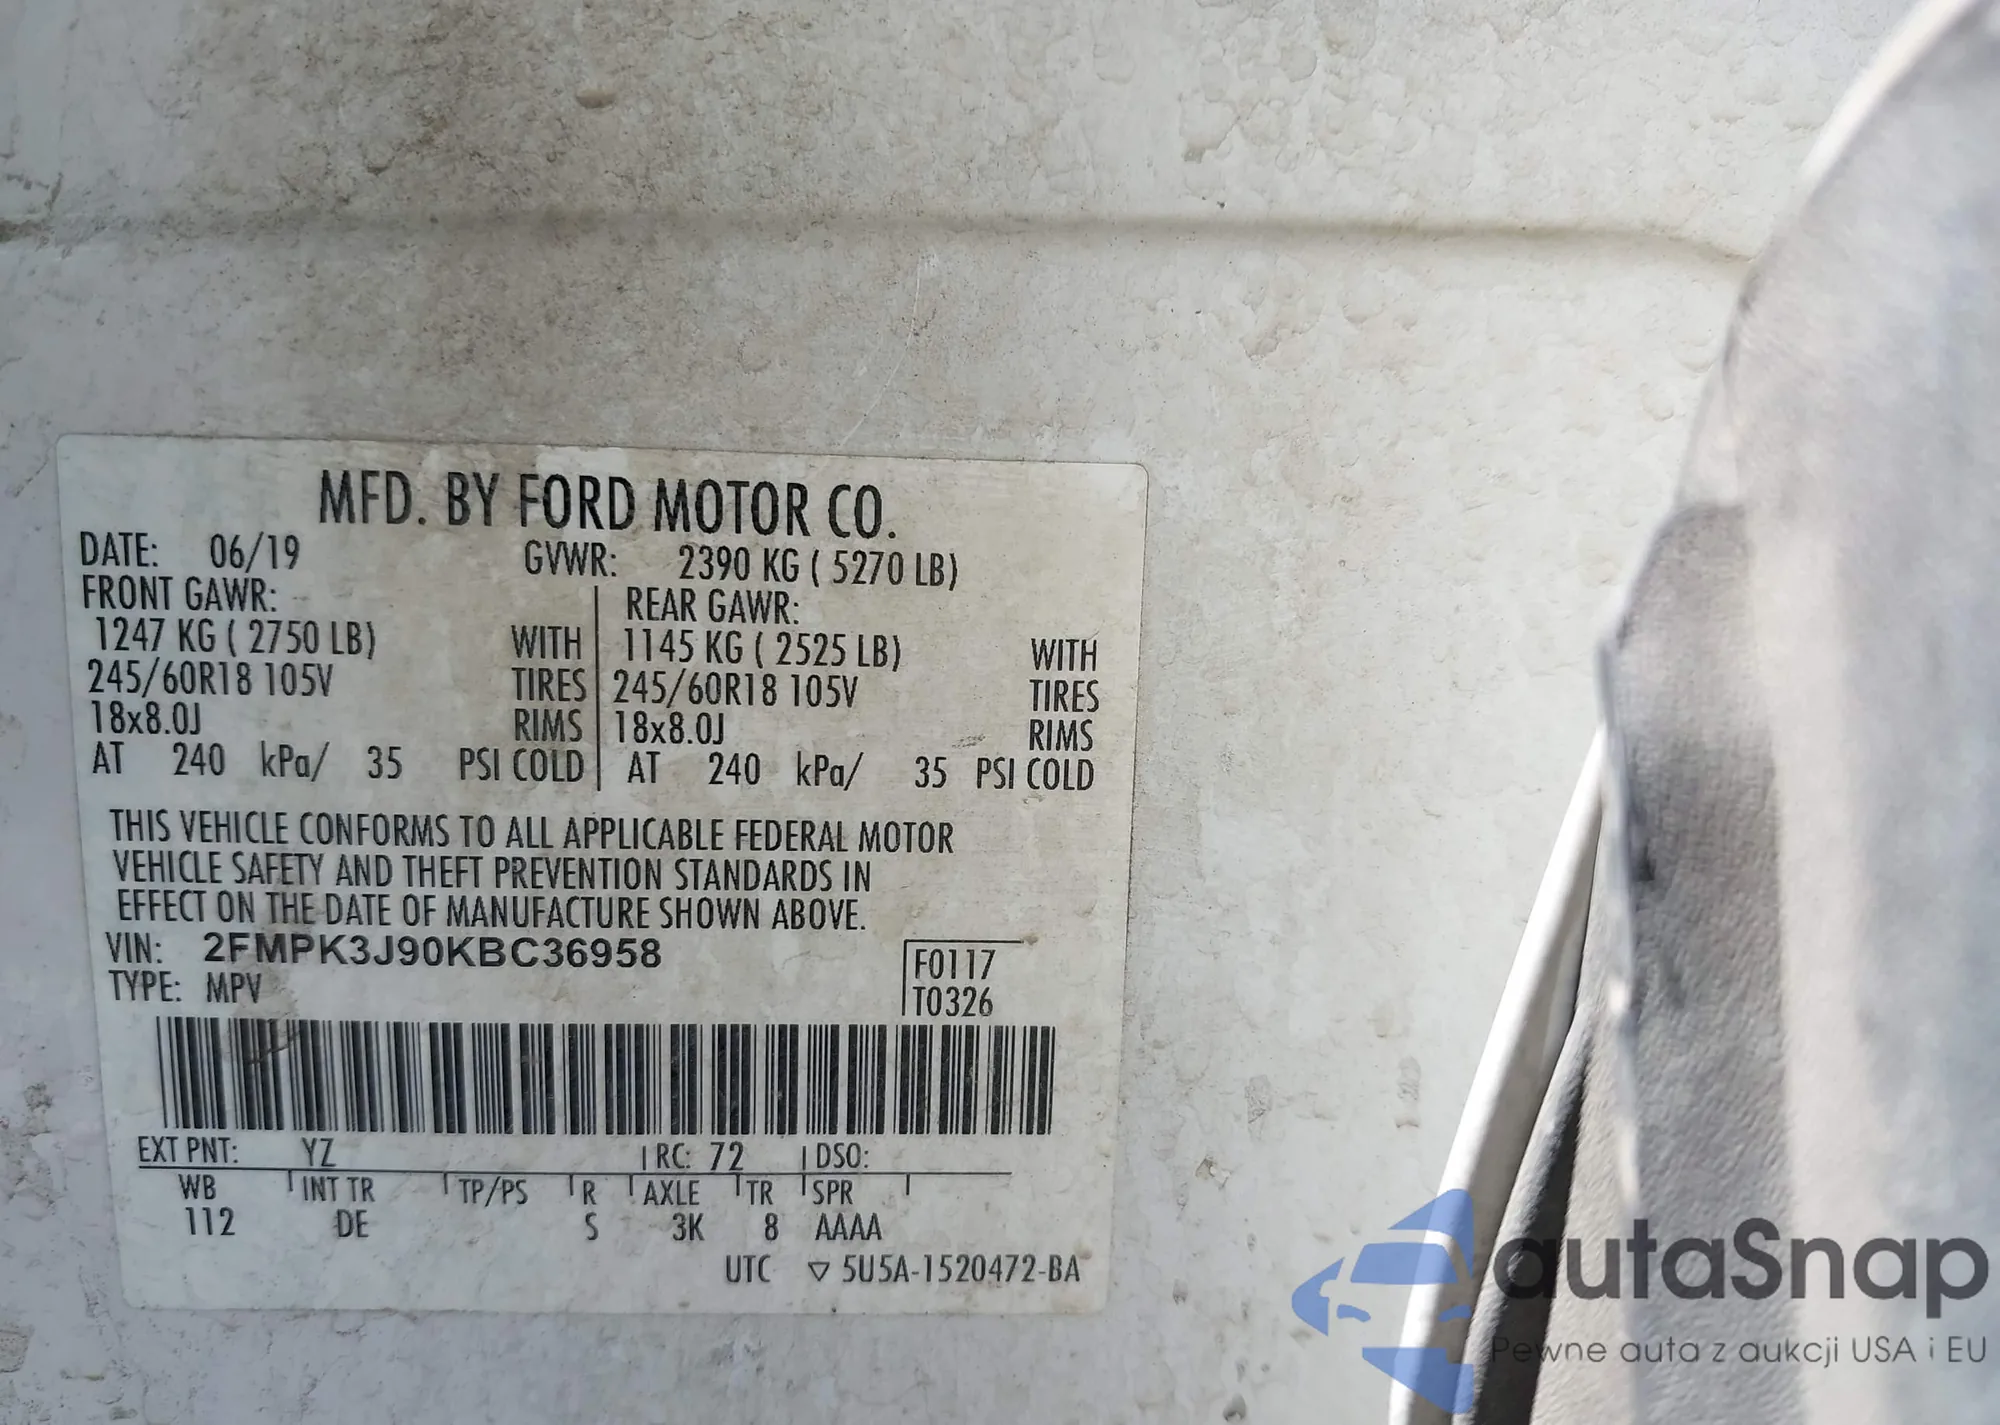 MFD. BY FORD MOTOR CO.
DATE: 06/19 GVWR: 2390 KG ( 5270 LB)
FRONT GAWR: REAR GAWR:
1247 KG ( 2750 LB) WITH 1145 KG ( 2525 LB) WITH
245/60R18 105V TIRES 245/60R18 105V TIRES
18x8.0J RIMS 18x8.0J RIMS
AT 240 kPa/ 35 PSI COLD AT 240 kPa/ 35 PSI COLD
THIS VEHICLE CONFORMS TO ALL APPLICABLE FEDERAL MOTOR
VEHICLE SAFETY AND THEFT PREVENTION STANDARDS IN
EFFECT ON THE DATE OF MANUFACTURE SHOWN ABOVE.
VIN: 2FMPK3J90KBC36958
F0117
TYPE: MPV
T0326
EXT PNT: YZ RC: 72 DSO:
WB INT TR TP/PS R AXLE TR SPR
112 DE S 3K 8 AAAA
UTC ▽ 5U5A-1520472-BA
autaSnap
Pewne auta z aukcji USA i EU